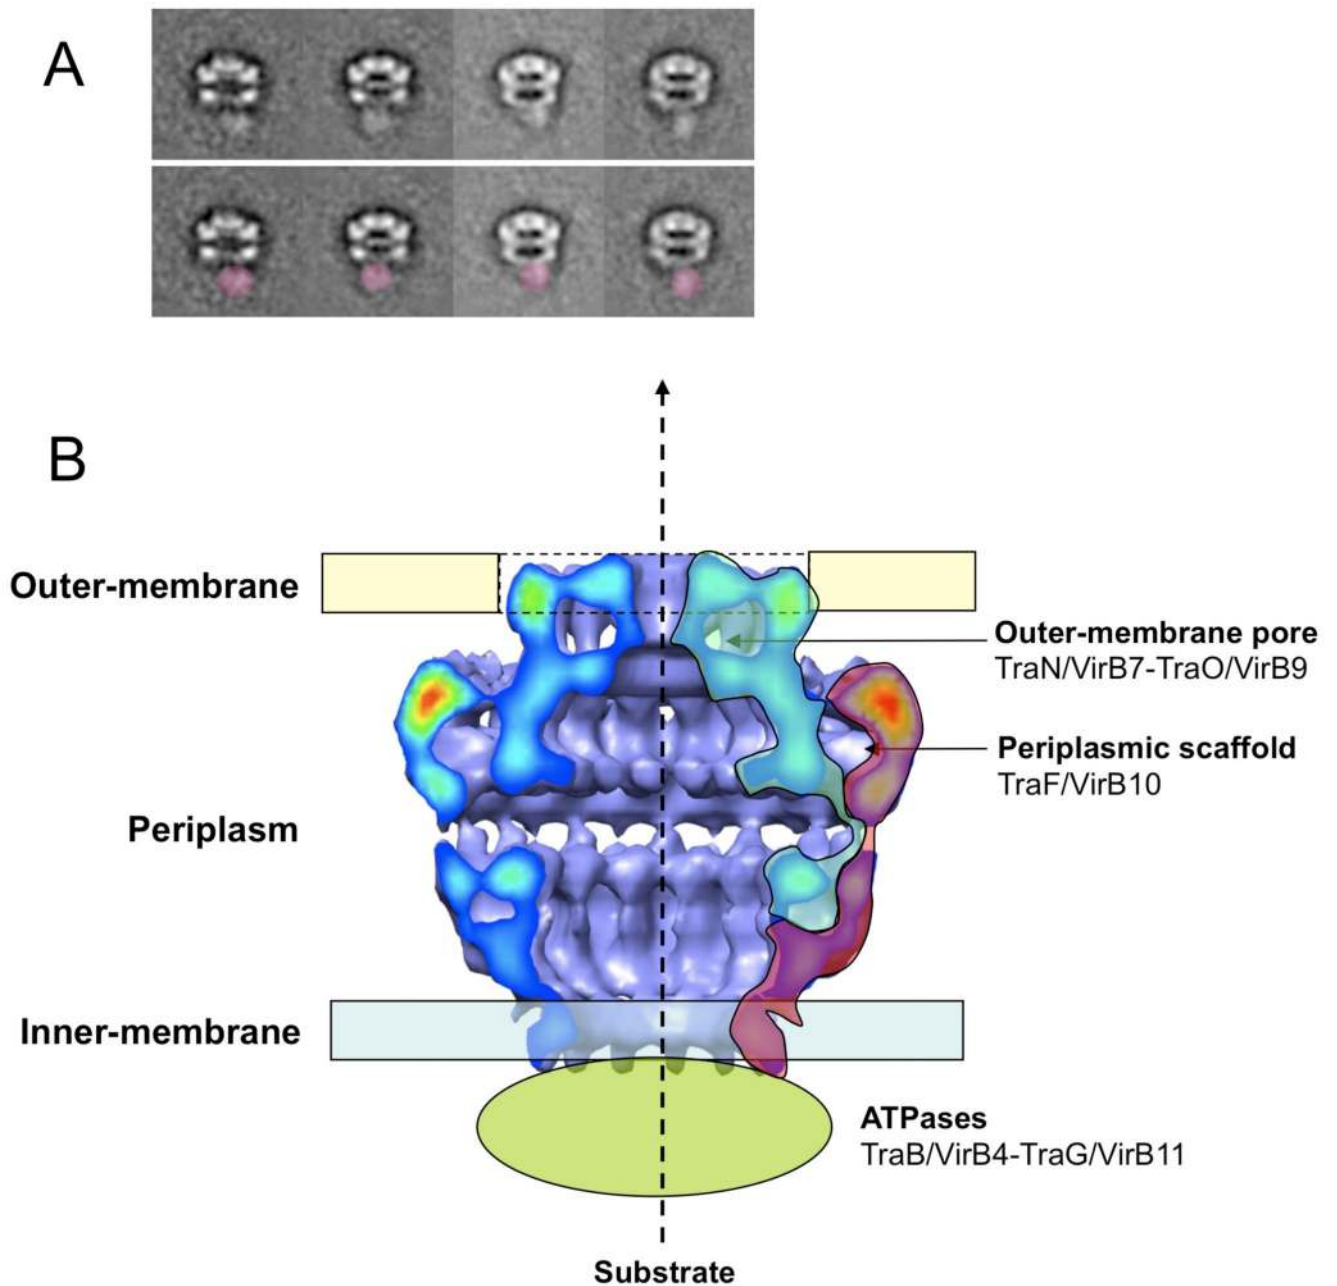 A
B
Outer-membrane
Outer-membrane pore
TraN/VirB7-TraO/VirB9
Periplasmic scaffold
TraF/VirB10
Periplasm
Inner-membrane
ATPases
TraB/VirB4-TraG/VirB11
Substrate